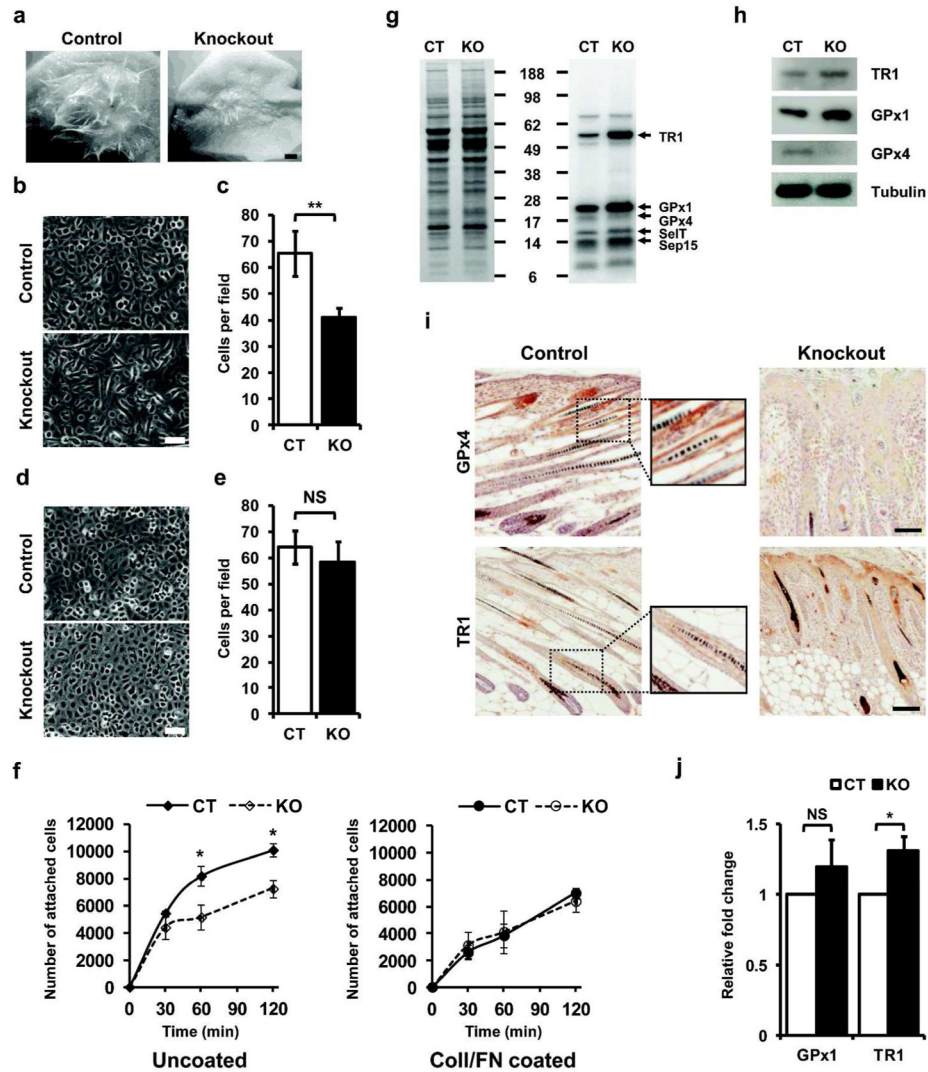 a
Control Knockout
b
Control
Knockout
c
Cells per field
80
70
60
50
40
30
20
10
0
**
CT KO
d
Control
Knockout
e
Cells per field
80
70
60
50
40
30
20
10
0
NS
CT KO
f
CT KO
Number of attached cells
12000
10000
8000
6000
4000
2000
0
* *
0 30 60 90 120
Time (min)
Uncoated
CT KO
Number of attached cells
12000
10000
8000
6000
4000
2000
0
0 30 60 90 120
Time (min)
Coll/FN coated
g
CT KO
188
98
62
49
38
28
17
14
6
CT KO
TR1
GPx1
GPx4
SelT
Sep15
h
CT KO
TR1
GPx1
GPx4
Tubulin
i
Control Knockout
GPx4
TR1
j
CT KO
Relative fold change
1.5
1
0.5
0
NS *
GPx1 TR1